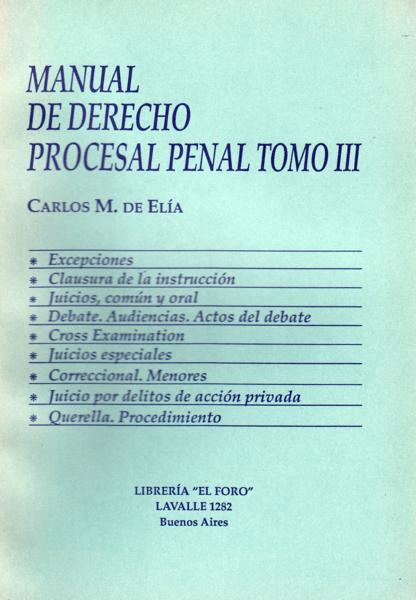 MANUAL
DE DERECHO
PROCESAL PENAL TOMO III
CARLOS M. DE ELÍA
* Excepciones
* Clausura de la instrucción
* Juicios, común y oral
* Debate. Audiencias. Actos del debate
* Cross Examination
* Juicios especiales
* Correccional. Menores
* Juicio por delitos de acción privada
* Querella. Procedimiento
LIBRERÍA "EL FORO"
LAVALLE 1282
Buenos Aires